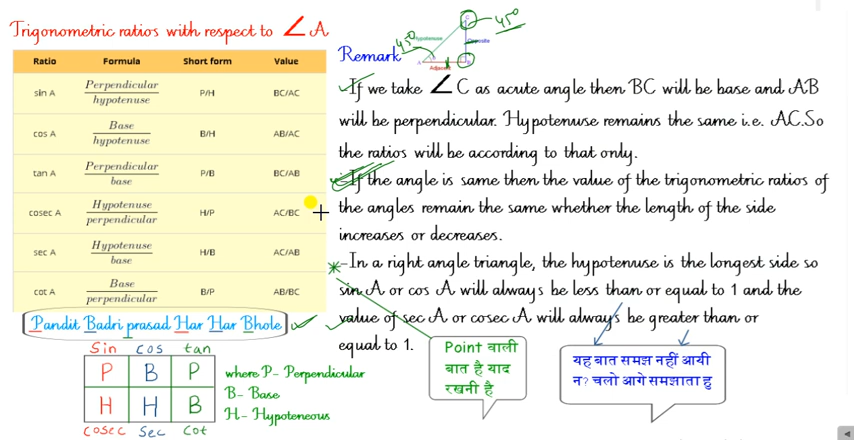 Trigonometric ratios with respect to ∠A
Ratio Formula Short form Value
sin A Perpendicular/hypotenuse P/H BC/AC
cos A Base/hypotenuse B/H AB/AC
tan A Perpendicular/base P/B BC/AB
cosec A Hypotenuse/perpendicular H/P AC/BC
sec A Hypotenuse/base H/B AC/AB
cot A Base/perpendicular B/P AB/BC
Pandit Badri prasad Har Har Bhole
Sin cos tan
P B P
H H B
cosec Sec Cot
where P- Perpendicular
B- Base
H- Hypoteneous
45°
45°
hypotenuse
Opposite
Adjacent
A
B
C
Remark
-If we take ∠C as acute angle then BC will be base and AB
will be perpendicular. Hypotenuse remains the same i.e. AC.So
the ratios will be according to that only.
-If the angle is same then the value of the trigonometric ratios of
the angles remain the same whether the length of the side
increases or decreases.
-In a right angle triangle, the hypotenuse is the longest side so
sin A or cos A will always be less than or equal to 1 and the
value of sec A or cosec A will always be greater than or
equal to 1.
Point वाली
बात है याद
रखनी है
यह बात समझ नहीं आयी
न? चलो आगे समझाता हु